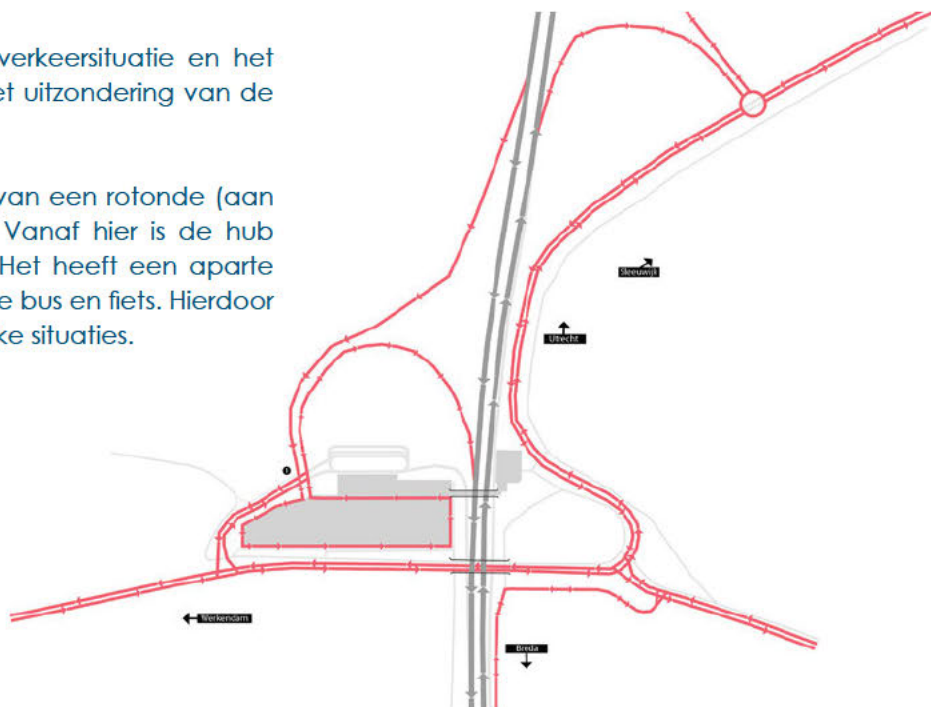 verkeersituatie en het
et uitzondering van de
van een rotonde (aan
Vanaf hier is de hub
Het heeft een aparte
e bus en fiets. Hierdoor
ke situaties.
Sleeuwijk
Utrecht
Werkendam
Breda